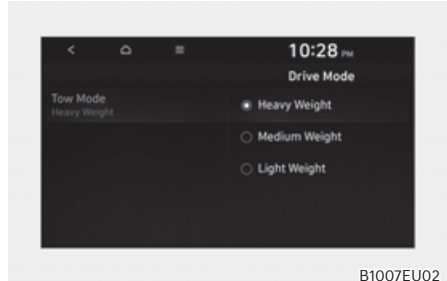 10:28 PM
Drive Mode
Tow Mode
Heavy Weight
Heavy Weight
Medium Weight
Light Weight
B1007EU02